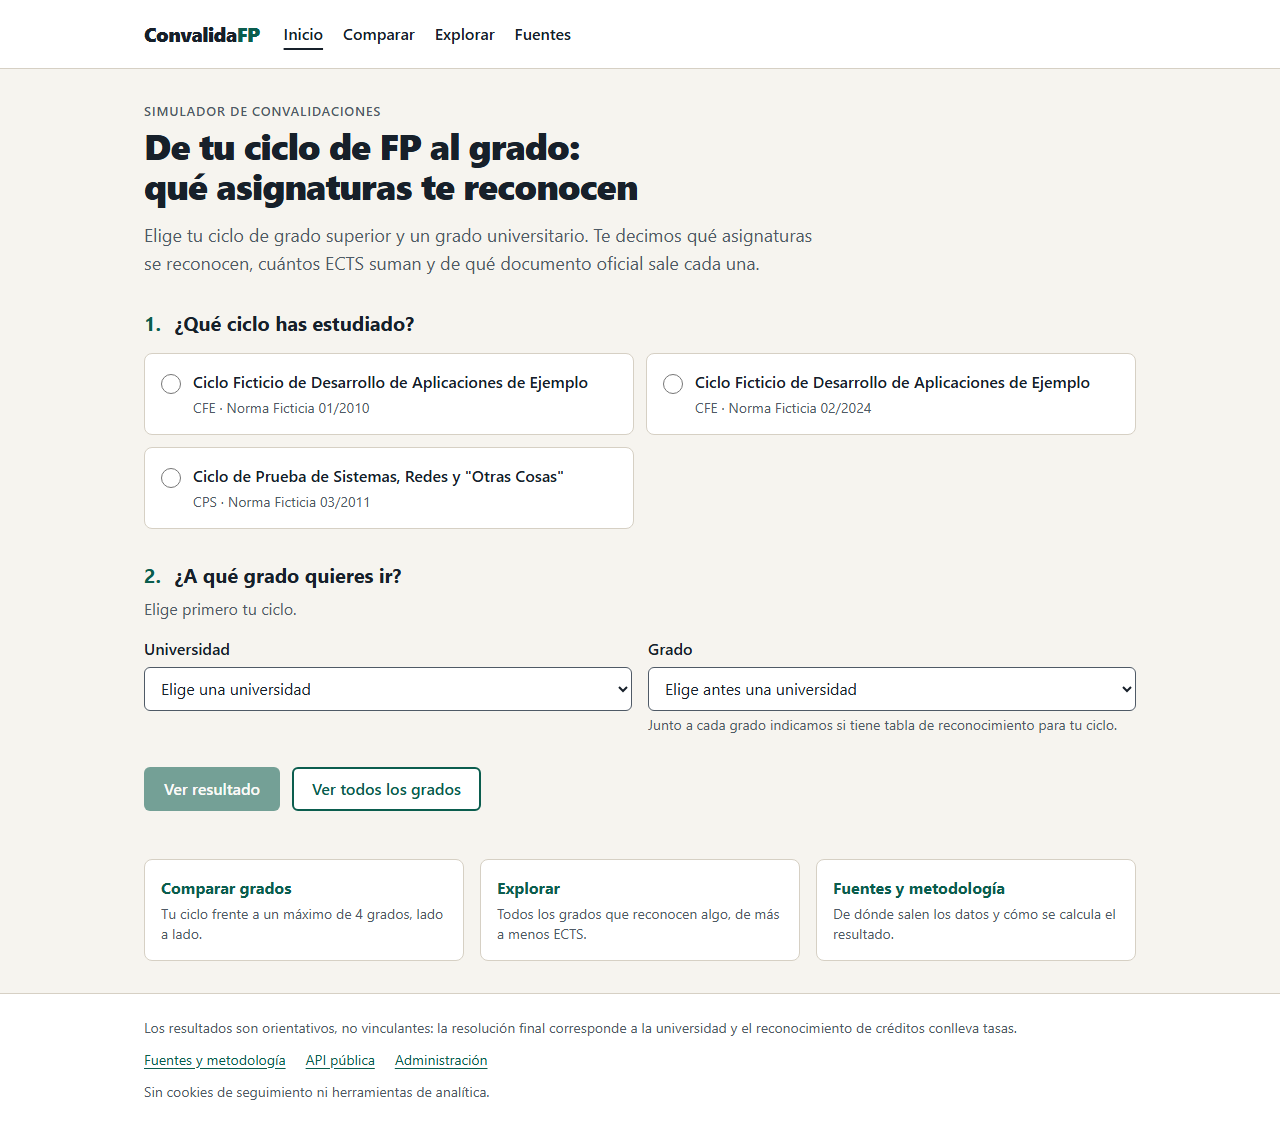 ConvalidaFP
Inicio
Comparar
Explorar
Fuentes
SIMULADOR DE CONVALIDACIONES
De tu ciclo de FP al grado:
qué asignaturas te reconocen
Elige tu ciclo de grado superior y un grado universitario. Te decimos qué asignaturas
se reconocen, cuántos ECTS suman y de qué documento oficial sale cada una.
1. ¿Qué ciclo has estudiado?
Ciclo Ficticio de Desarrollo de Aplicaciones de Ejemplo
CFE · Norma Ficticia 01/2010
Ciclo Ficticio de Desarrollo de Aplicaciones de Ejemplo
CFE · Norma Ficticia 02/2024
Ciclo de Prueba de Sistemas, Redes y "Otras Cosas"
CPS · Norma Ficticia 03/2011
2. ¿A qué grado quieres ir?
Elige primero tu ciclo.
Universidad
Elige una universidad
Grado
Elige antes una universidad
Junto a cada grado indicamos si tiene tabla de reconocimiento para tu ciclo.
Ver resultado
Ver todos los grados
Comparar grados
Tu ciclo frente a un máximo de 4 grados, lado
a lado.
Explorar
Todos los grados que reconocen algo, de más
a menos ECTS.
Fuentes y metodología
De dónde salen los datos y cómo se calcula el
resultado.
Los resultados son orientativos, no vinculantes: la resolución final corresponde a la universidad y el reconocimiento de créditos conlleva tasas.
Fuentes y metodología
API pública
Administración
Sin cookies de seguimiento ni herramientas de analítica.